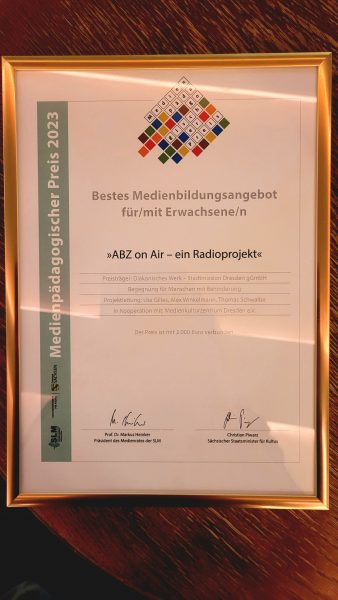 Medienpädagogischer Preis 2023
Bestes Medienbildungsangebot
für/mit Erwachsene/n
»ABZ on Air – ein Radioprojekt«
Preisträger: Diakonisches Werk – Stadtmission Dresden gGmbH
Begegnung für Menschen mit Behinderung
Projektleitung: Uta Gilles, Max Winkelmann, Thomas Schwalbe
in Kooperation mit Medienkulturzentrum Dresden e.V.
Der Preis ist mit 2.000 Euro verbunden
Prof. Dr. Markus Heinker
Präsident des Medienrates der SLM
Christian Piwarz
Sächsischer Staatsminister für Kultus
SLM